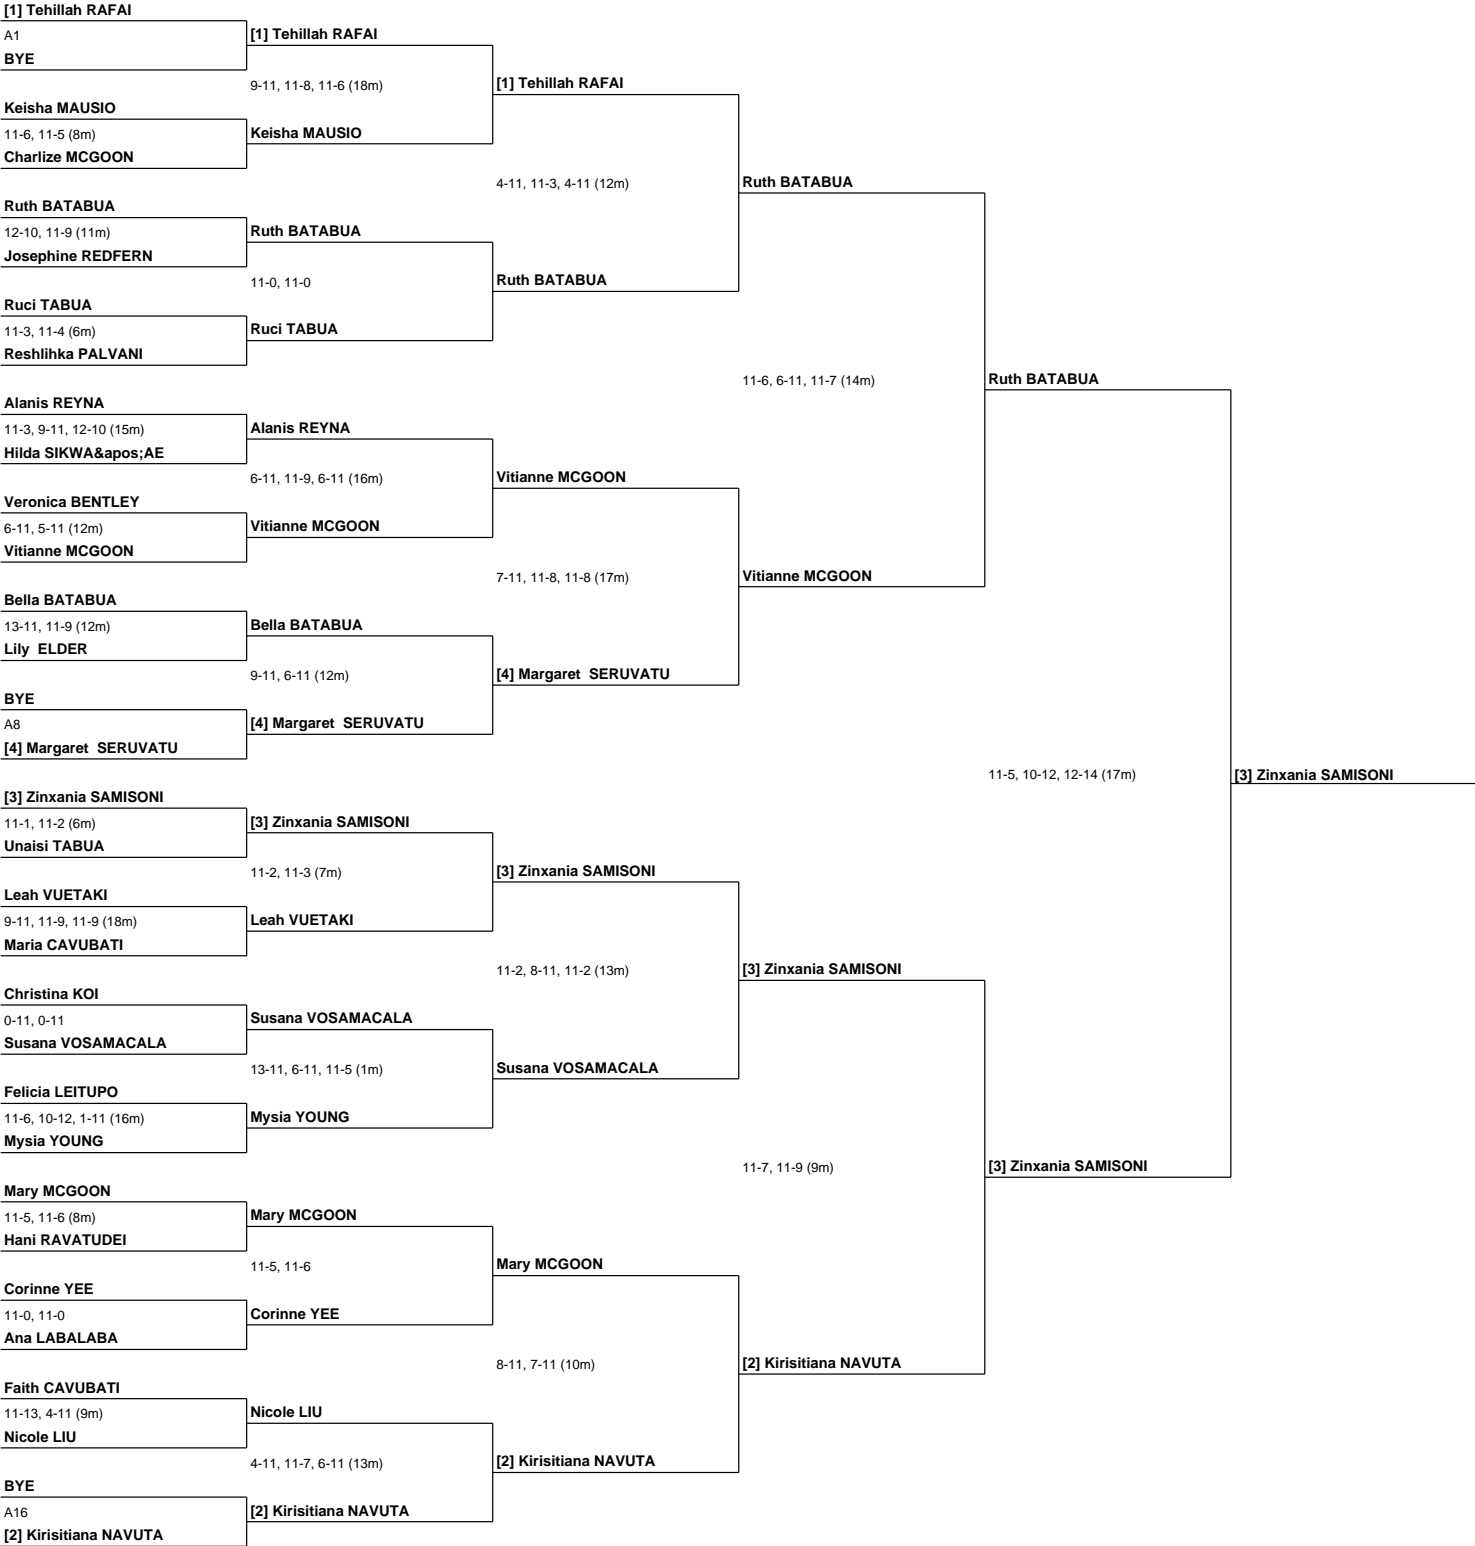 [1] Tehillah RAFAI
A1
BYE
Keisha MAUSIO
11-6, 11-5 (8m)
Charlize MCGOON
Ruth BATABUA
12-10, 11-9 (11m)
Josephine REDFERN
Ruci TABUA
11-3, 11-4 (6m)
Reshlihka PALVANI
Alanis REYNA
11-3, 9-11, 12-10 (15m)
Hilda SIKWA&apos;AE
Veronica BENTLEY
6-11, 5-11 (12m)
Vitianne MCGOON
Bella BATABUA
13-11, 11-9 (12m)
Lily  ELDER
BYE
A8
[4] Margaret  SERUVATU
[3] Zinxania SAMISONI
11-1, 11-2 (6m)
Unaisi TABUA
Leah VUETAKI
9-11, 11-9, 11-9 (18m)
Maria CAVUBATI
Christina KOI
0-11, 0-11
Susana VOSAMACALA
Felicia LEITUPO
11-6, 10-12, 1-11 (16m)
Mysia YOUNG
Mary MCGOON
11-5, 11-6 (8m)
Hani RAVATUDEI
Corinne YEE
11-0, 11-0
Ana LABALABA
Faith CAVUBATI
11-13, 4-11 (9m)
Nicole LIU
BYE
A16
[2] Kirisitiana NAVUTA
[1] Tehillah RAFAI
9-11, 11-8, 11-6 (18m)
Keisha MAUSIO
Ruth BATABUA
11-0, 11-0
Ruci TABUA
Alanis REYNA
6-11, 11-9, 6-11 (16m)
Vitianne MCGOON
Bella BATABUA
9-11, 6-11 (12m)
[4] Margaret  SERUVATU
[3] Zinxania SAMISONI
11-2, 11-3 (7m)
Leah VUETAKI
Susana VOSAMACALA
13-11, 6-11, 11-5 (1m)
Mysia YOUNG
Mary MCGOON
11-5, 11-6
Corinne YEE
Nicole LIU
4-11, 11-7, 6-11 (13m)
[2] Kirisitiana NAVUTA
[1] Tehillah RAFAI
4-11, 11-3, 4-11 (12m)
Ruth BATABUA
Vitianne MCGOON
7-11, 11-8, 11-8 (17m)
[4] Margaret  SERUVATU
[3] Zinxania SAMISONI
11-2, 8-11, 11-2 (13m)
Susana VOSAMACALA
Mary MCGOON
8-11, 7-11 (10m)
[2] Kirisitiana NAVUTA
Ruth BATABUA
11-6, 6-11, 11-7 (14m)
Vitianne MCGOON
[3] Zinxania SAMISONI
11-7, 11-9 (9m)
[2] Kirisitiana NAVUTA
Ruth BATABUA
11-5, 10-12, 12-14 (17m)
[3] Zinxania SAMISONI
[3] Zinxania SAMISONI